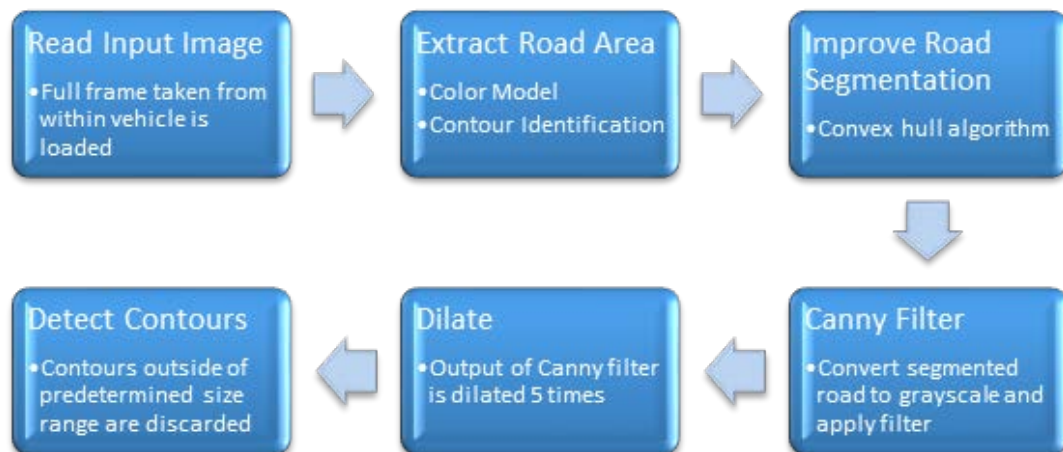 Read Input Image
•Full frame taken from
within vehicle is
loaded
Extract Road Area
•Color Model
•Contour Identification
Improve Road
Segmentation
•Convex hull algorithm
Canny Filter
•Convert segmented
road to grayscale and
apply filter
Dilate
•Output of Canny filter
is dilated 5 times
Detect Contours
•Contours outside of
predetermined size
range are discarded